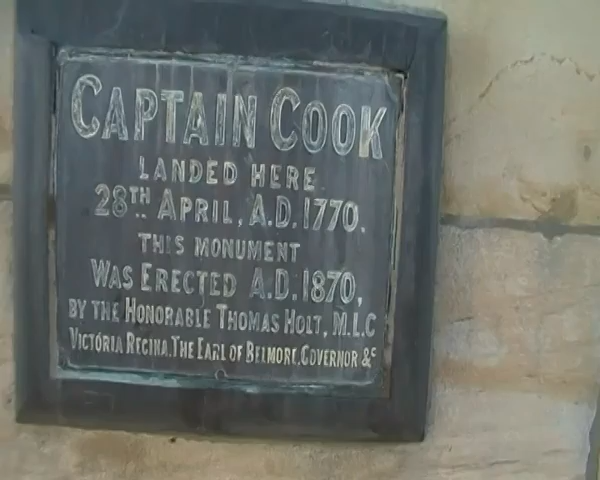 CAPTAIN COOK
LANDED HERE
28TH APRIL, A.D. 1770.
THIS MONUMENT
WAS ERECTED A.D. 1870,
BY THE HONORABLE THOMAS HOLT, M.L.C
VICTORIA REGINA. THE EARL OF BELMORE. GOVERNOR &C